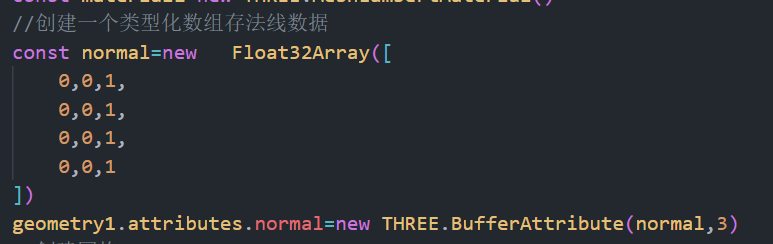 //创建一个类型化数组存法线数据
const normal=new   Float32Array([
    0,0,1,
    0,0,1,
    0,0,1,
    0,0,1
])
geometry1.attributes.normal=new THREE.BufferAttribute(normal,3)